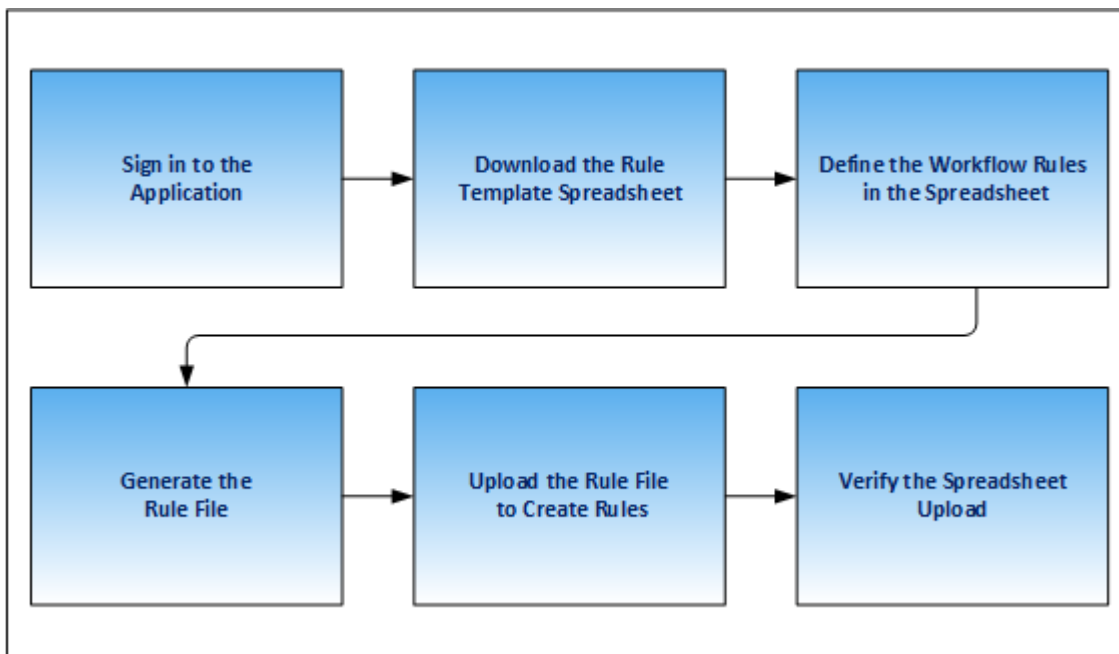 Sign in to the
Application
Download the Rule
Template Spreadsheet
Define the Workflow Rules
in the Spreadsheet
Generate the
Rule File
Upload the Rule File
to Create Rules
Verify the Spreadsheet
Upload